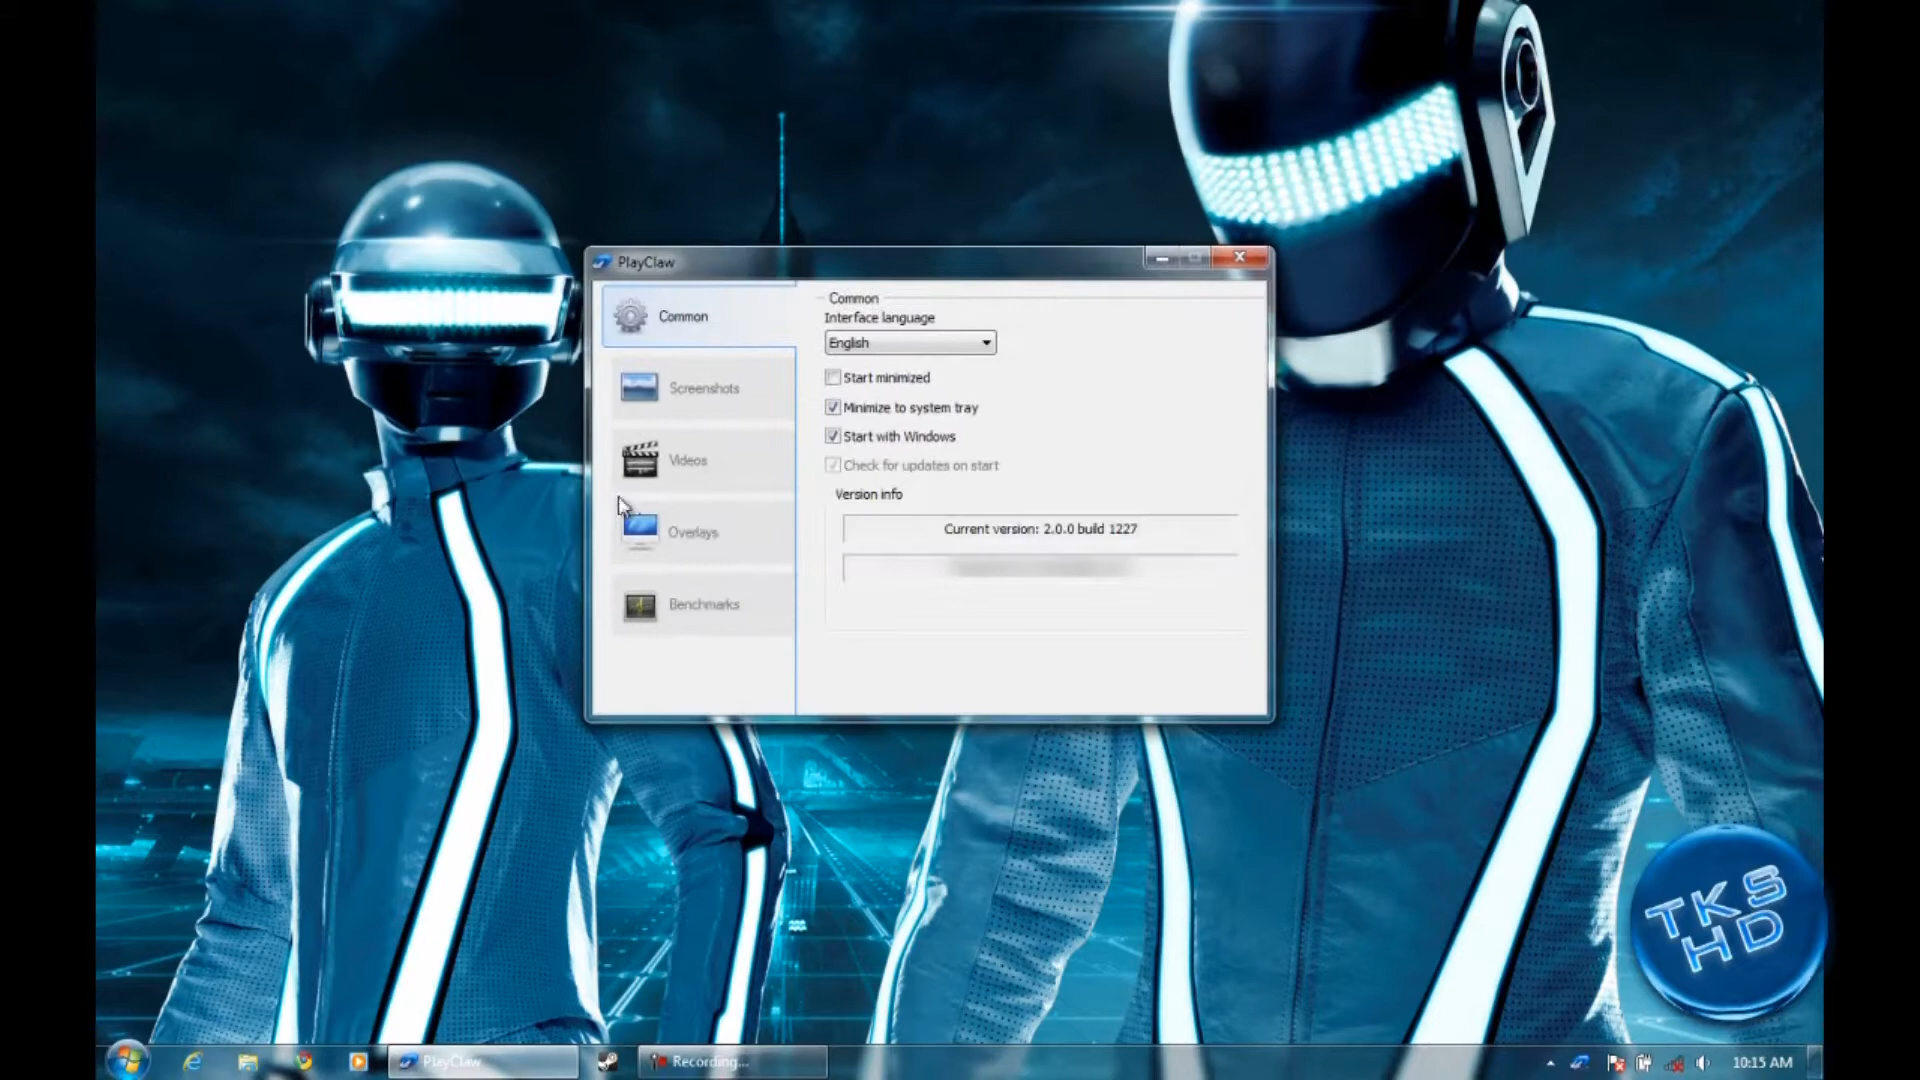 PlayClaw
Common
Screenshots
Videos
Overlays
Benchmarks
Common
Interface language
English
Start minimized
Minimize to system tray
Start with Windows
Check for updates on start
Version info
Current version: 2.0.0 build 1227
TKS
HD
PlayClaw
Recording...
10:15 AM